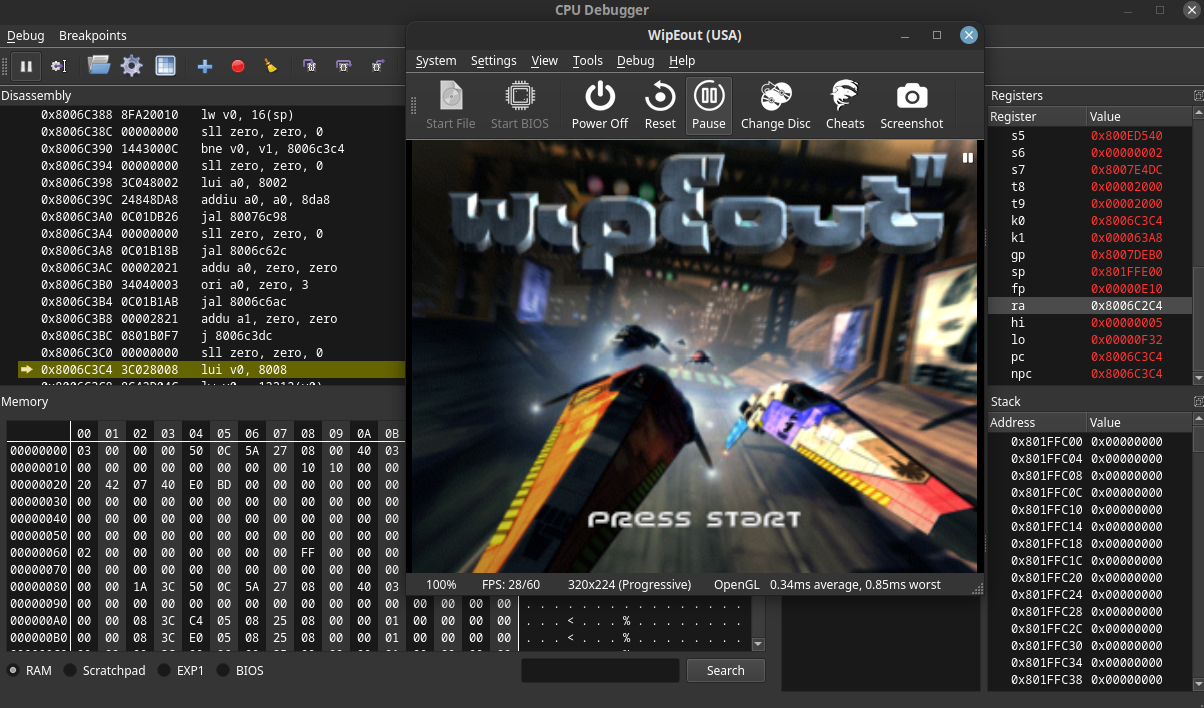 CPU Debugger
Debug Breakpoints
Disassembly
0x8006C388 8FA20010 lw v0, 16(sp)
0x8006C38C 00000000 sll zero, zero, 0
0x8006C390 1443000C bne v0, v1, 8006c3c4
0x8006C394 00000000 sll zero, zero, 0
0x8006C398 3C048002 lui a0, 8002
0x8006C39C 24848DA8 addiu a0, a0, 8da8
0x8006C3A0 0C01DB26 jal 80076c98
0x8006C3A4 00000000 sll zero, zero, 0
0x8006C3A8 0C01B18B jal 8006c62c
0x8006C3AC 00002021 addu a0, zero, zero
0x8006C3B0 34040003 ori a0, zero, 3
0x8006C3B4 0C01B1AB jal 8006c6ac
0x8006C3B8 00002821 addu a1, zero, zero
0x8006C3BC 0801B0F7 j 8006c3dc
0x8006C3C0 00000000 sll zero, zero, 0
0x8006C3C4 3C028008 lui v0, 8008
WipEout (USA)
System Settings View Tools Debug Help
Start File Start BIOS Power Off Reset Pause Change Disc Cheats Screenshot
wipEout"
PRESS START
100% FPS: 28/60 320x224 (Progressive) OpenGL 0.34ms average, 0.85ms worst
Registers
Register Value
s5 0x800ED540
s6 0x00000002
s7 0x8007E4DC
t8 0x00002000
t9 0x00002000
k0 0x8006C3C4
k1 0x000063A8
gp 0x8007DEB0
sp 0x801FFE00
fp 0x00000E10
ra 0x8006C2C4
hi 0x00000005
lo 0x00000F32
pc 0x8006C3C4
npc 0x8006C3C4
Memory
00 01 02 03 04 05 06 07 08 09 0A 0B
00000000 03 00 00 00 50 0C 5A 27 08 00 40 03
00000010 00 00 00 00 00 00 00 00 10 10 00 00
00000020 20 42 07 40 E0 BD 00 00 00 00 00 00
00000030 00 00 00 00 00 00 00 00 00 00 00 00
00000040 00 00 00 00 00 00 00 00 00 00 00 00
00000050 00 00 00 00 00 00 00 00 00 00 00 00
00000060 02 00 00 00 00 00 00 00 FF 00 00 00
00000070 00 00 00 00 00 00 00 00 00 00 00 00
00000080 00 00 1A 3C 50 0C 5A 27 08 00 40 03
00000090 00 00 00 00 00 00 00 00 00 00 00 00 00 00 00 00 . . . . . . . . . . . . . . . .
000000A0 00 00 08 3C C4 05 08 25 08 00 00 01 00 00 00 00 . . . < . . . % . . . . . . . .
000000B0 00 00 08 3C E0 05 08 25 08 00 00 01 00 00 00 00 . . . < . . . % . . . . . . . .
RAM Scratchpad EXP1 BIOS
Search
Stack
Address Value
0x801FFC00 0x00000000
0x801FFC04 0x00000000
0x801FFC08 0x00000000
0x801FFC0C 0x00000000
0x801FFC10 0x00000000
0x801FFC14 0x00000000
0x801FFC18 0x00000000
0x801FFC1C 0x00000000
0x801FFC20 0x00000000
0x801FFC24 0x00000000
0x801FFC28 0x00000000
0x801FFC2C 0x00000000
0x801FFC30 0x00000000
0x801FFC34 0x00000000
0x801FFC38 0x00000000